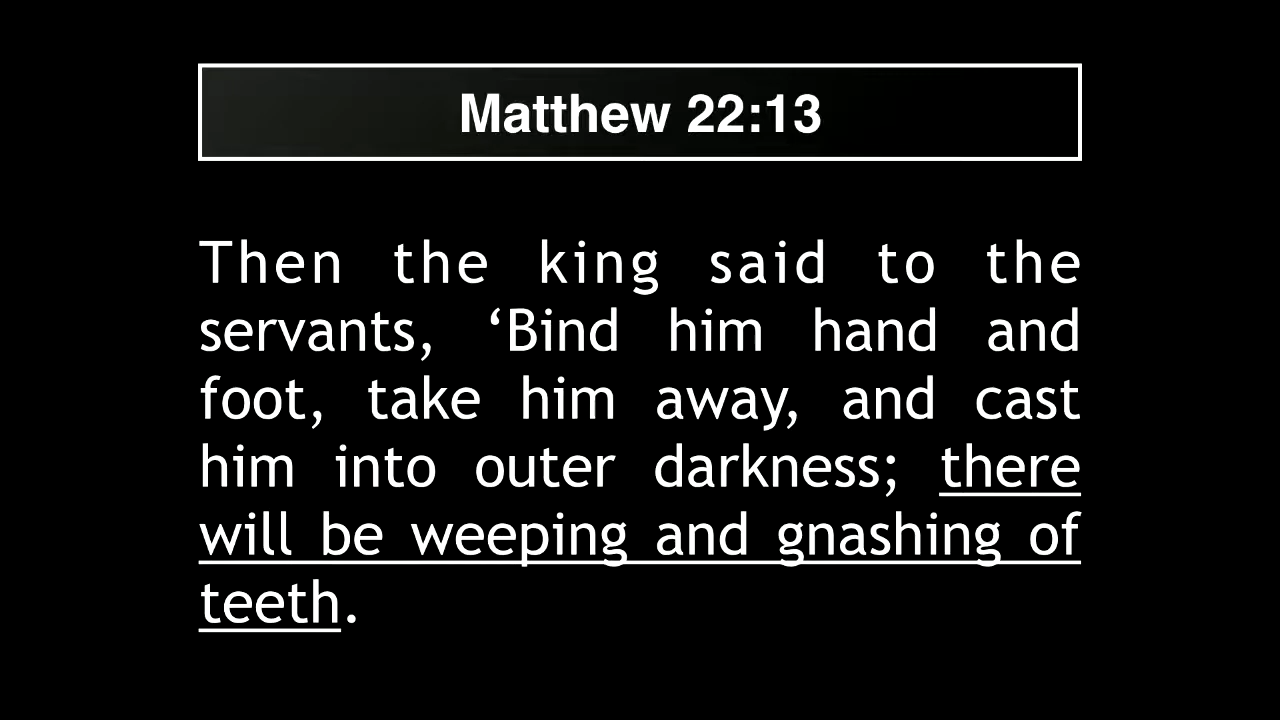 Matthew 22:13
Then the king said to the
servants, ‘Bind him hand and
foot, take him away, and cast
him into outer darkness; there
will be weeping and gnashing of
teeth.